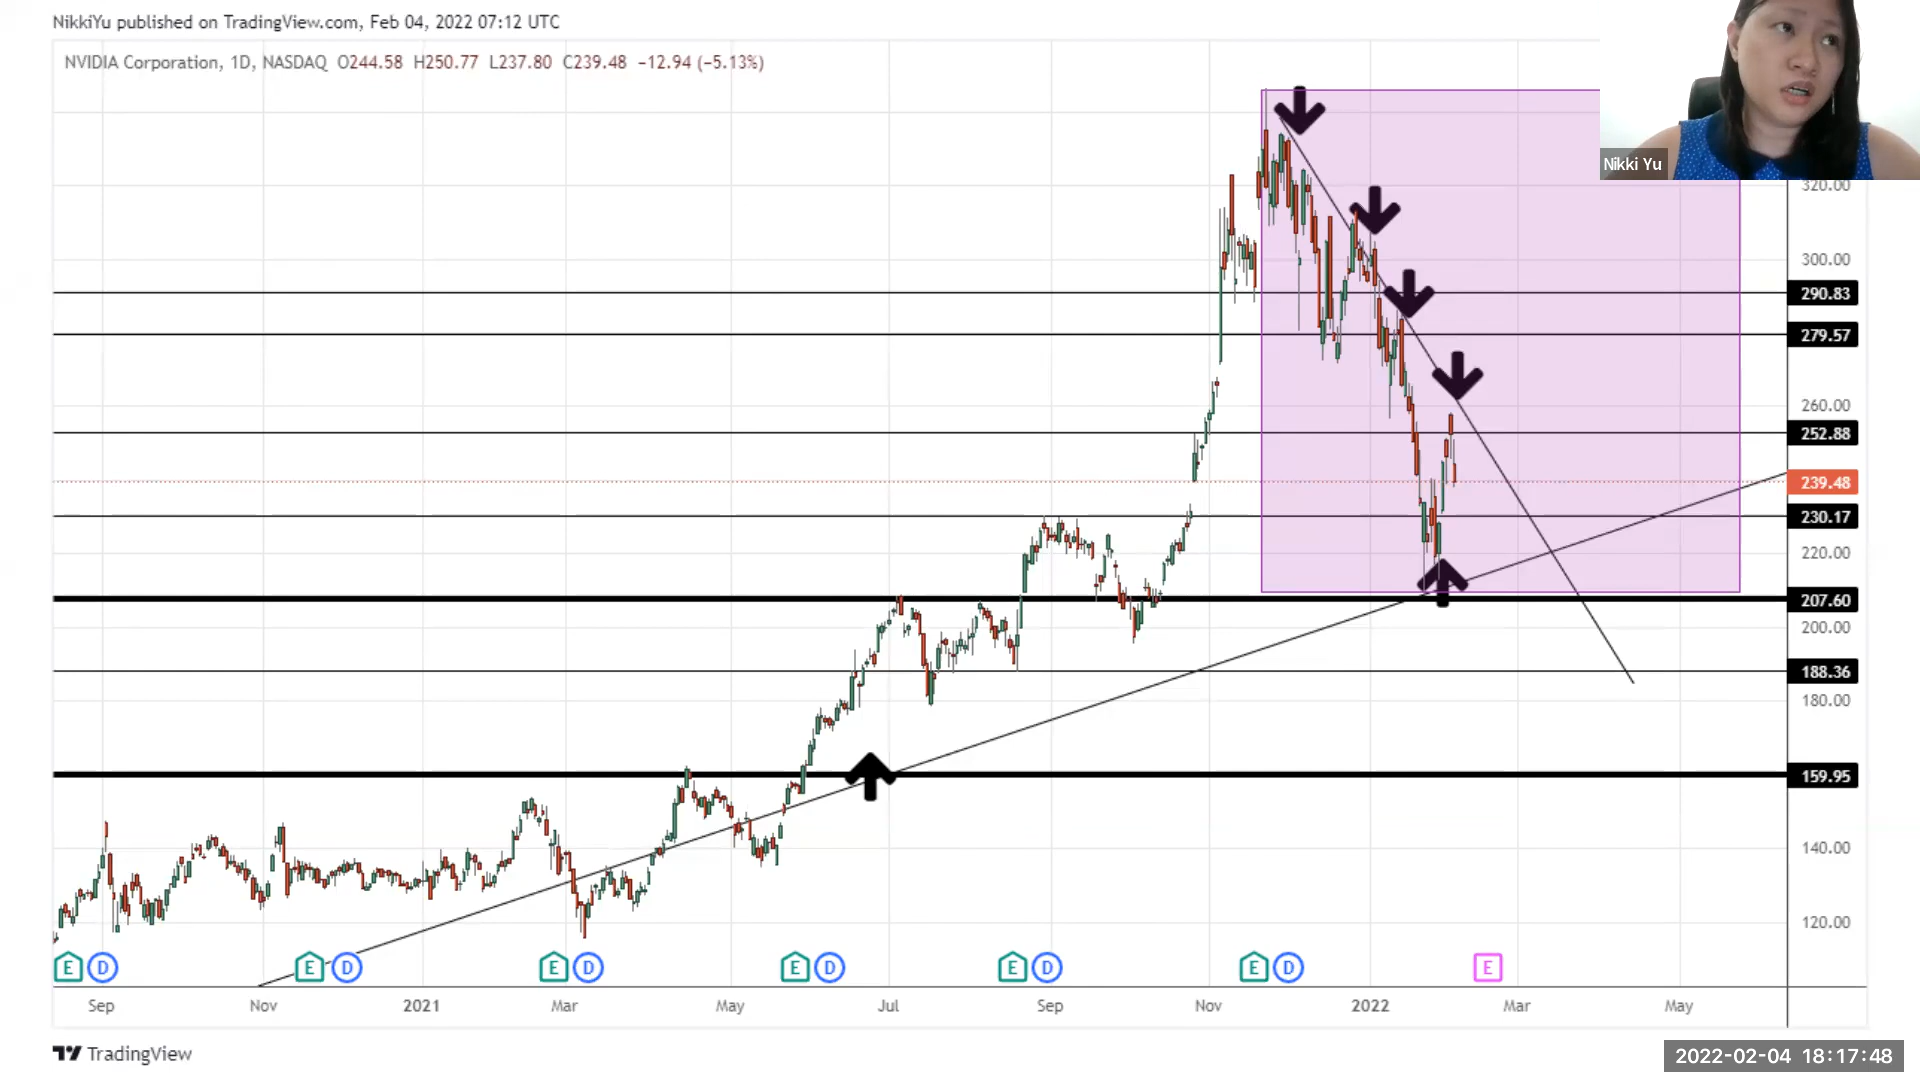 NikkiYu published on TradingView.com, Feb 04, 2022 07:12 UTC
NVIDIA Corporation, 1D, NASDAQ O244.58 H250.77 L237.80 C239.48 −12.94 (−5.13%)
Nikki Yu
320.00
300.00
290.83
279.57
260.00
252.88
239.48
230.17
220.00
207.60
200.00
188.36
180.00
159.95
140.00
120.00
E D E D E D E D E D E D E
Sep Nov 2021 Mar May Jul Sep Nov 2022 Mar May
TradingView
2022-02-04 18:17:48